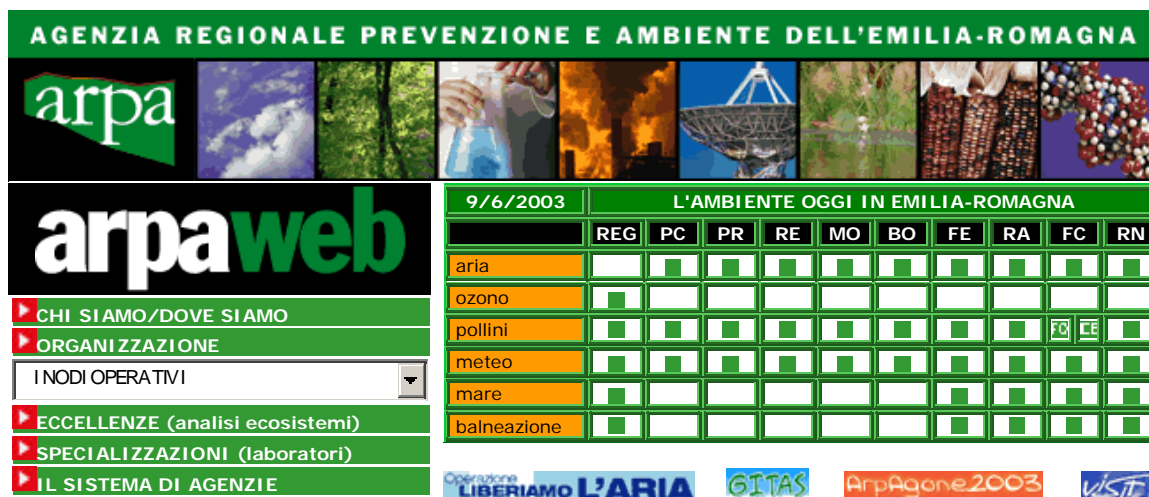 AGENZIA REGIONALE PREVENZIONE E AMBIENTE DELL'EMILIA-ROMAGNA
arpa
arpaweb
CHI SIAMO/DOVE SIAMO
ORGANIZZAZIONE
I NODI OPERATIVI
ECCELLENZE (analisi ecosistemi)
SPECIALIZZAZIONI (laboratori)
IL SISTEMA DI AGENZIE
9/6/2003 L'AMBIENTE OGGI IN EMILIA-ROMAGNA
REG PC PR RE MO BO FE RA FC RN
aria
ozono
pollini FO CE
meteo
mare
balneazione
Operazione
LIBERIAMO L'ARIA
GITAS
ArpAgone2003
visit